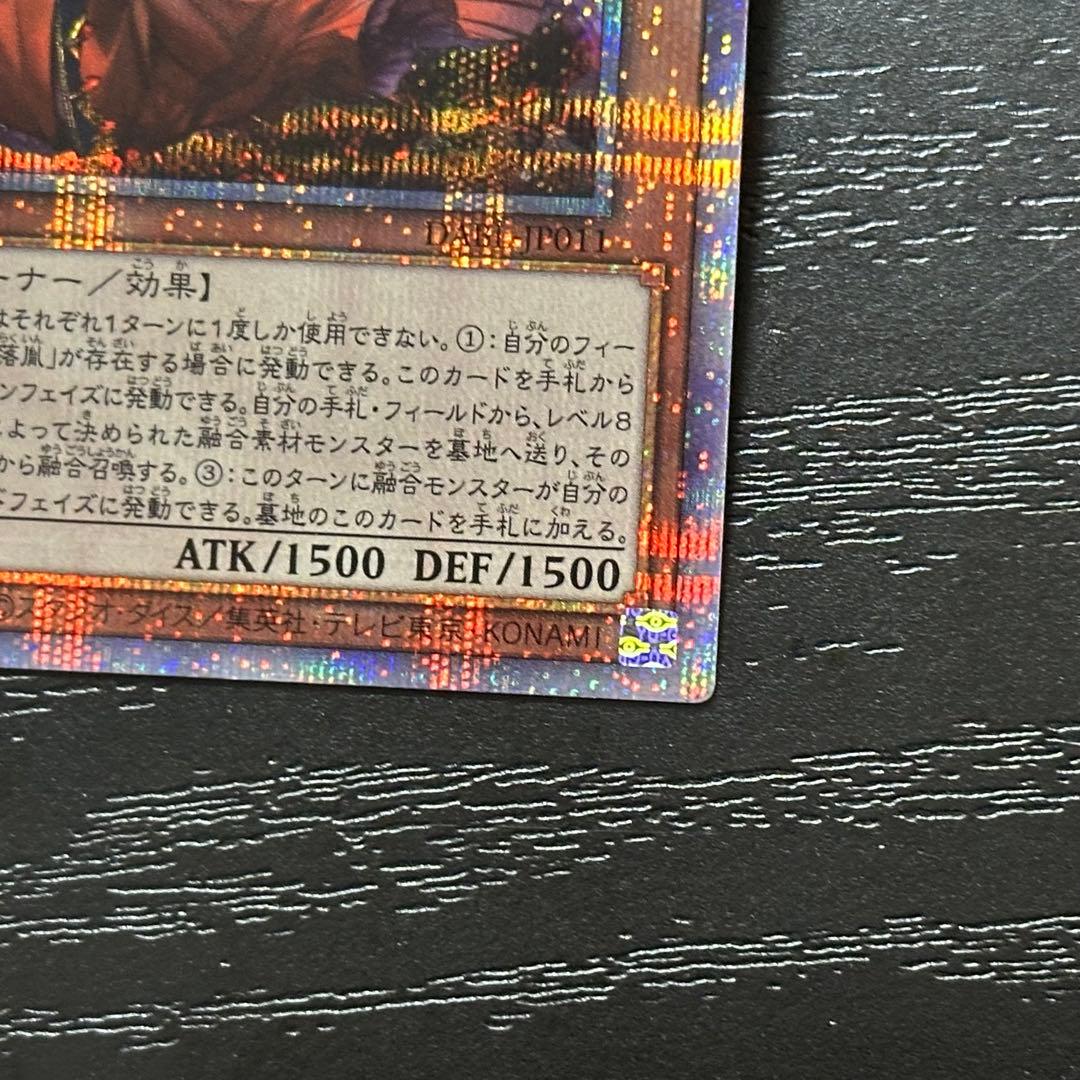 DABL-JP011
ーナー／効果】
はそれぞれ1ターンに1度しか使用できない。①：自分のフィー
落胤」が存在する場合に発動できる。このカードを手札から
ンフェイズに発動できる。自分の手札・フィールドから、レベル8
よって決められた融合素材モンスターを墓地へ送り、その
から融合召喚する。③：このターンに融合モンスターが自分の
ドフェイズに発動できる。墓地のこのカードを手札に加える。
ATK/1500 DEF/1500
©スタジオ・ダイス／集英社・テレビ東京・KONAMI